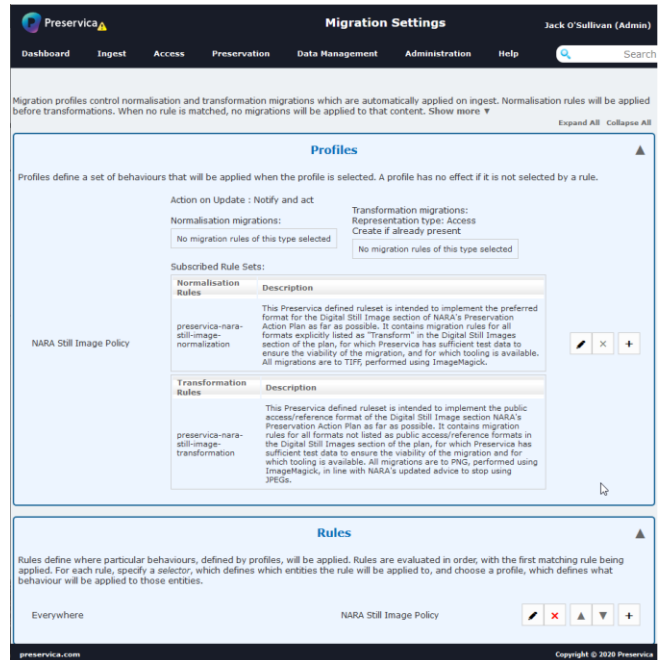 Preservica
Migration Settings
Jack O'Sullivan (Admin)
Dashboard Ingest Access Preservation Data Management Administration Help Search
Migration profiles control normalisation and transformation migrations which are automatically applied on ingest. Normalisation rules will be applied
before transformations. When no rule is matched, no migrations will be applied to that content. Show more ▼
Expand All Collapse All
Profiles
Profiles define a set of behaviours that will be applied when the profile is selected. A profile has no effect if it is not selected by a rule.
Action on Update : Notify and act
Normalisation migrations:
No migration rules of this type selected
Transformation migrations:
Representation type: Access
Create if already present
No migration rules of this type selected
Subscribed Rule Sets:
NARA Still Image Policy
Normalisation
Rules
Description
preservica-nara-
still-image-
normalization
This Preservica defined ruleset is intended to implement the preferred
format for the Digital Still Image section of NARA's Preservation
Action Plan as far as possible. It contains migration rules for all
formats explicitly listed as "Transform" in the Digital Still Images
section of the plan, for which Preservica has sufficient test data to
ensure the viability of the migration, and for which tooling is available.
All migrations are to TIFF, performed using ImageMagick.
Transformation
Rules
Description
preservica-nara-
still-image-
transformation
This Preservica defined ruleset is intended to implement the public
access/reference format of the Digital Still Image section NARA's
Preservation Action Plan as far as possible. It contains migration
rules for all formats not listed as public access/reference formats in
the Digital Still Images section of the plan, for which Preservica has
sufficient test data to ensure the viability of the migration and for
which tooling is available. All migrations are to PNG, performed using
ImageMagick, in line with NARA's updated advice to stop using
JPEGs.
Rules
Rules define where particular behaviours, defined by profiles, will be applied. Rules are evaluated in order, with the first matching rule being
applied. For each rule, specify a selector, which defines which entities the rule will be applied to, and choose a profile, which defines what
behaviour will be applied to those entities.
Everywhere NARA Still Image Policy
preservica.com Copyright © 2020 Preservica